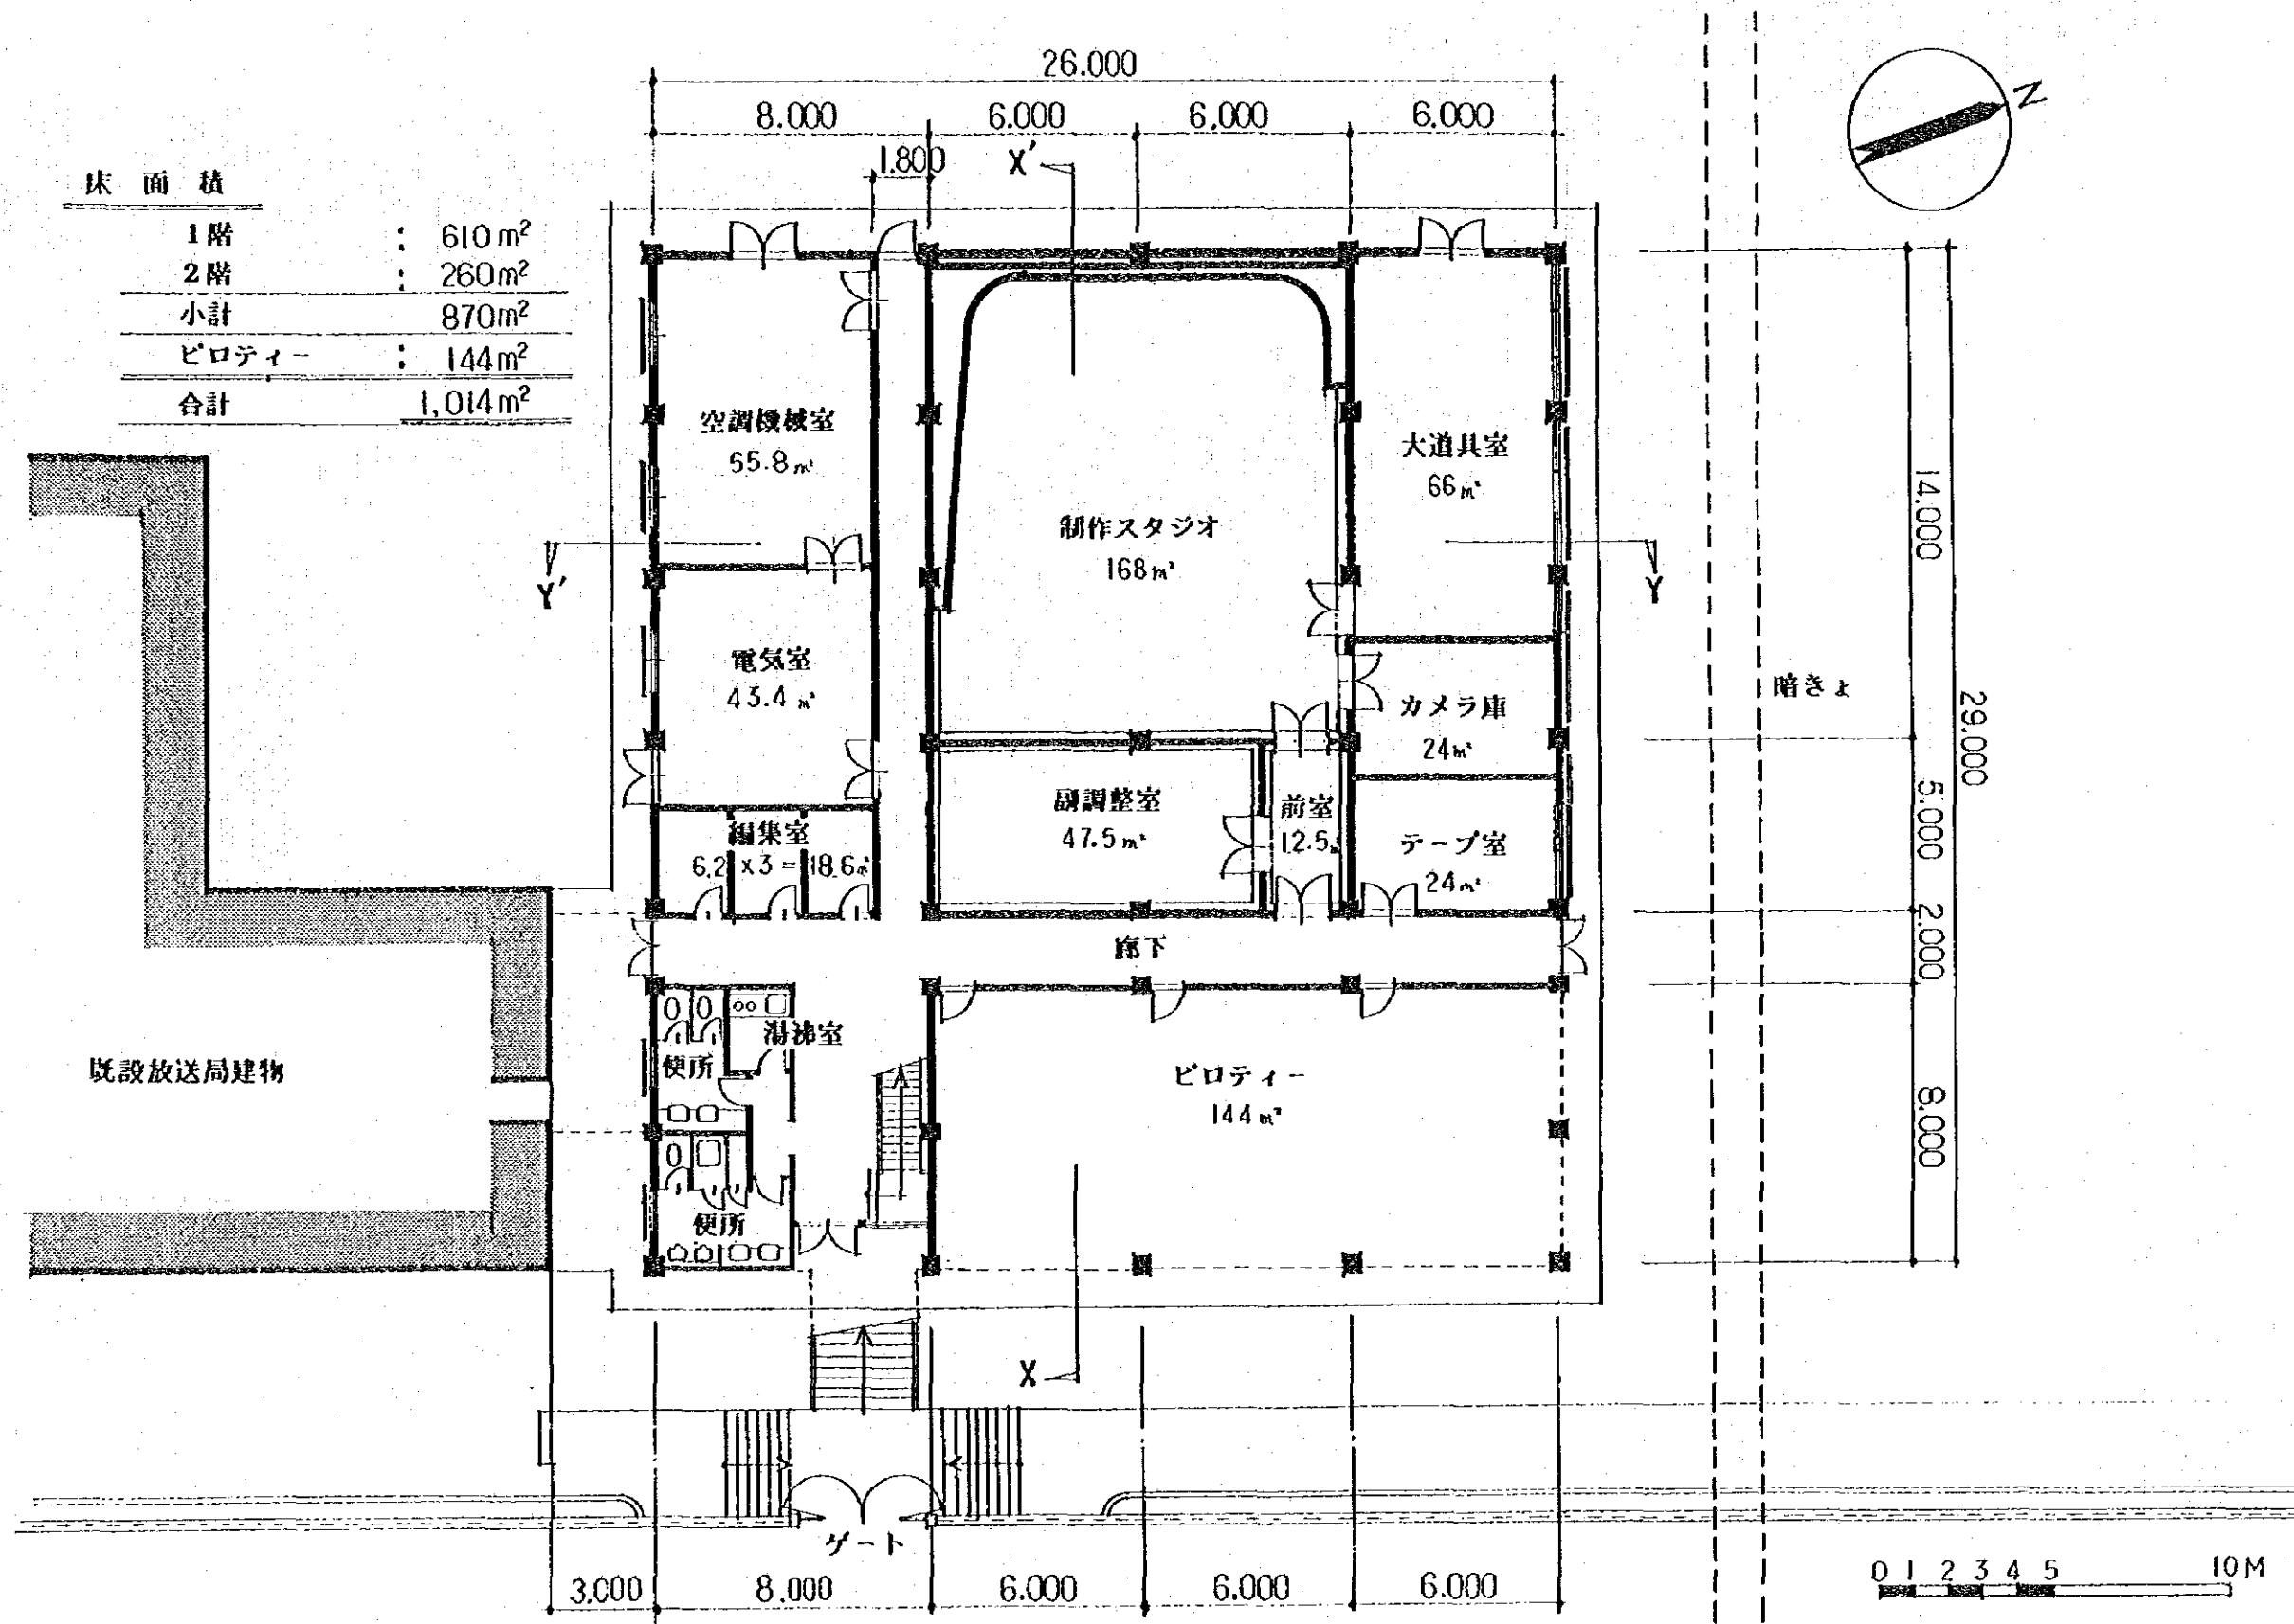 26.000
8.000 6.000 6.000 6.000
1.800 X'
N
床面積
1階 : 610m²
2階 : 260m²
小計 870m²
ピロティー : 144m²
合計 1,014m²
空調機械室
65.8m²
大道具室
66m²
制作スタジオ
168m²
Y'
Y
電気室
43.4m²
カメラ庫
24m²
暗きょ
編集室
6.2 x3 = 18.6m²
副調整室
47.5m²
前室
12.5
テープ室
24m²
廊下
湯沸室
便所
便所
ピロティー
144m²
既設放送局建物
14.000
5.000
2.000
8.000
29.000
X
ゲート
3.000 8.000 6.000 6.000 6.000
0 1 2 3 4 5 10M